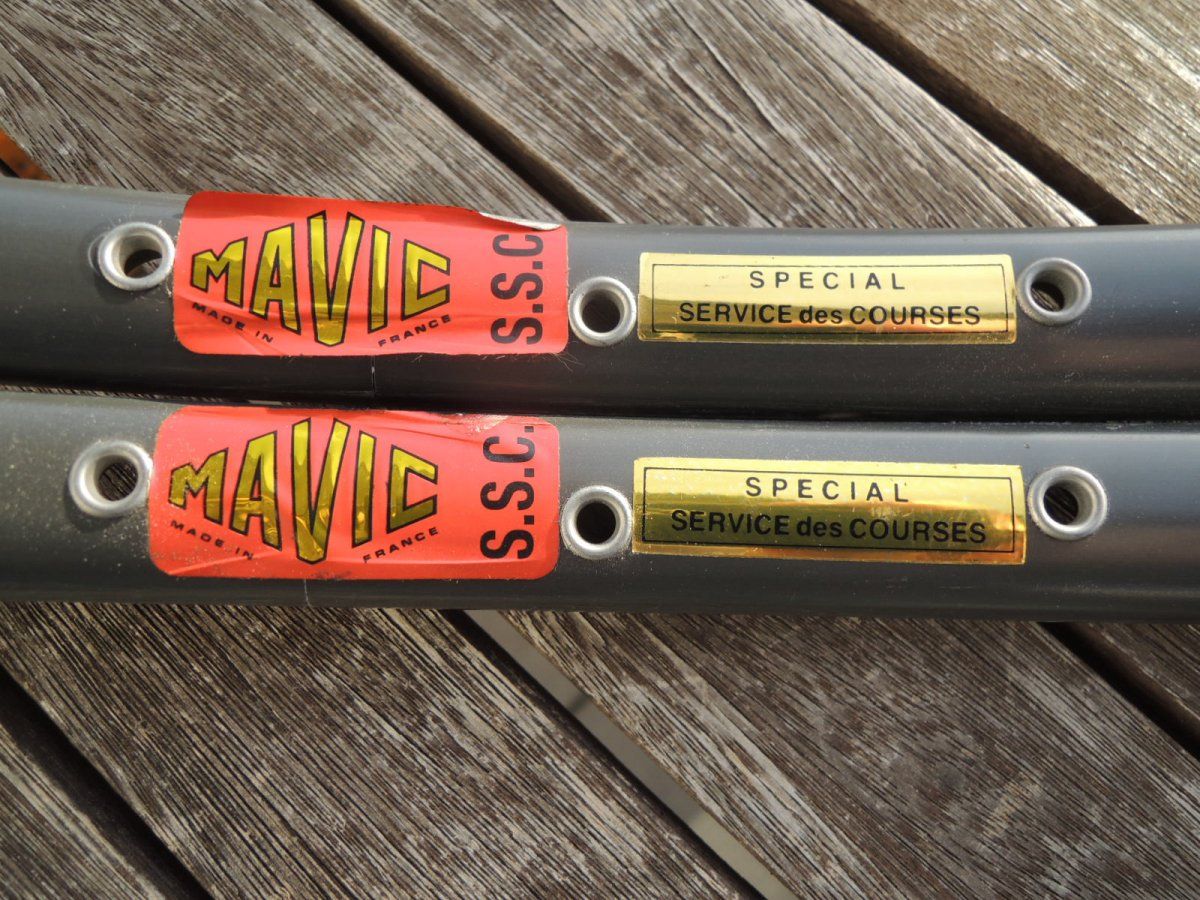 MAVIC
MADE IN FRANCE
S.S.C.
SPECIAL
SERVICE des COURSES
MAVIC
MADE IN FRANCE
S.S.C.
SPECIAL
SERVICE des COURSES